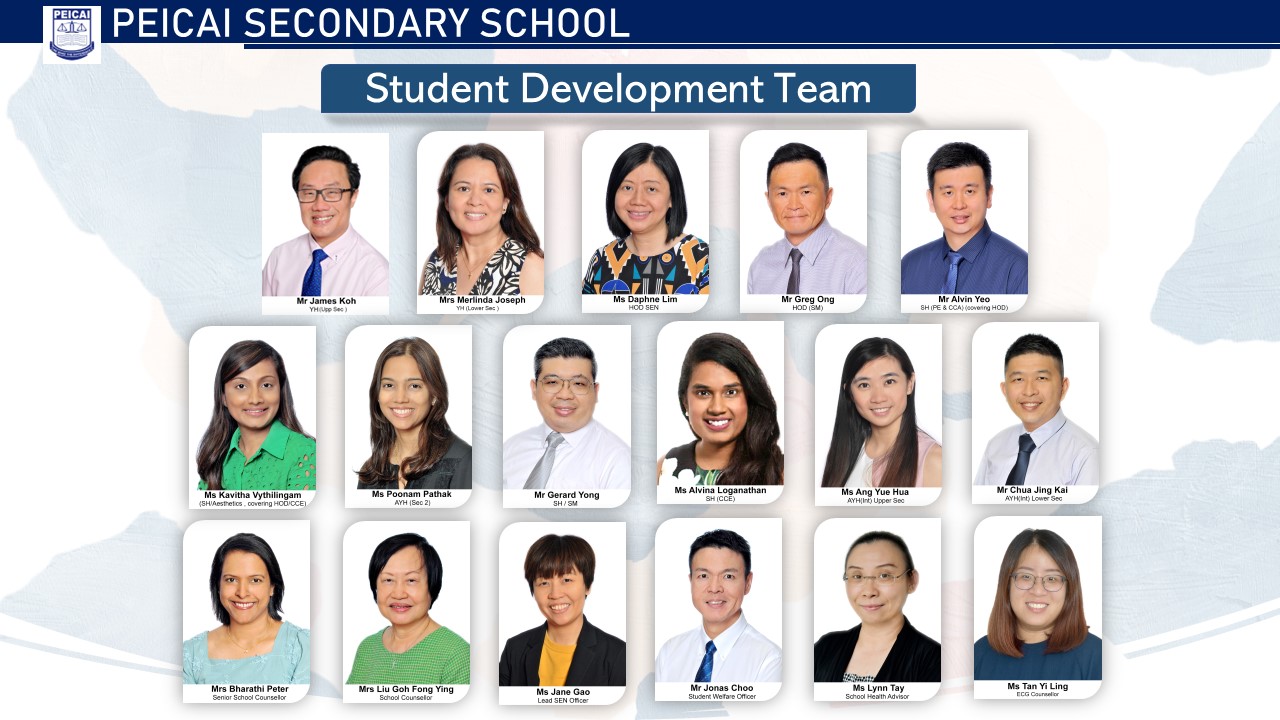 PEICAI
PEICAI SECONDARY SCHOOL
Student Development Team
Mr James Koh
YH (Upp Sec )
Mrs Merlinda Joseph
YH (Lower Sec )
Ms Daphne Lim
HOD SEN
Mr Greg Ong
HOD (SM)
Mr Alvin Yeo
SH (PE & CCA) (covering HOD)
Ms Kavitha Vythilingam
(SH/Aesthetics , covering HOD/CCE)
Ms Poonam Pathak
AYH (Sec 2)
Mr Gerard Yong
SH / SM
Ms Alvina Loganathan
SH (CCE)
Ms Ang Yue Hua
AYH(Int) Upper Sec
Mr Chua Jing Kai
AYH(Int) Lower Sec
Mrs Bharathi Peter
Senior School Counsellor
Mrs Liu Goh Fong Ying
School Counsellor
Ms Jane Gao
Lead SEN Officer
Mr Jonas Choo
Student Welfare Officer
Ms Lynn Tay
School Health Advisor
Ms Tan Yi Ling
ECG Counsellor